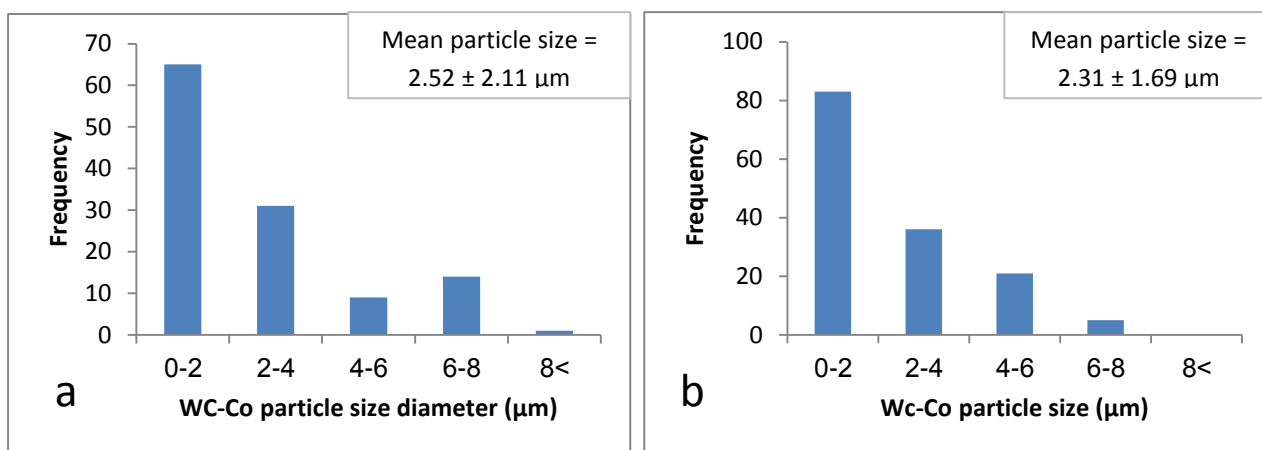 Mean particle size =
2.52 ± 2.11 µm
70
60
50
40
30
20
10
0
Frequency
0-2 2-4 4-6 6-8 8<
WC-Co particle size diameter (µm)
a
Mean particle size =
2.31 ± 1.69 µm
100
80
60
40
20
0
Frequency
0-2 2-4 4-6 6-8 8<
Wc-Co particle size (µm)
b